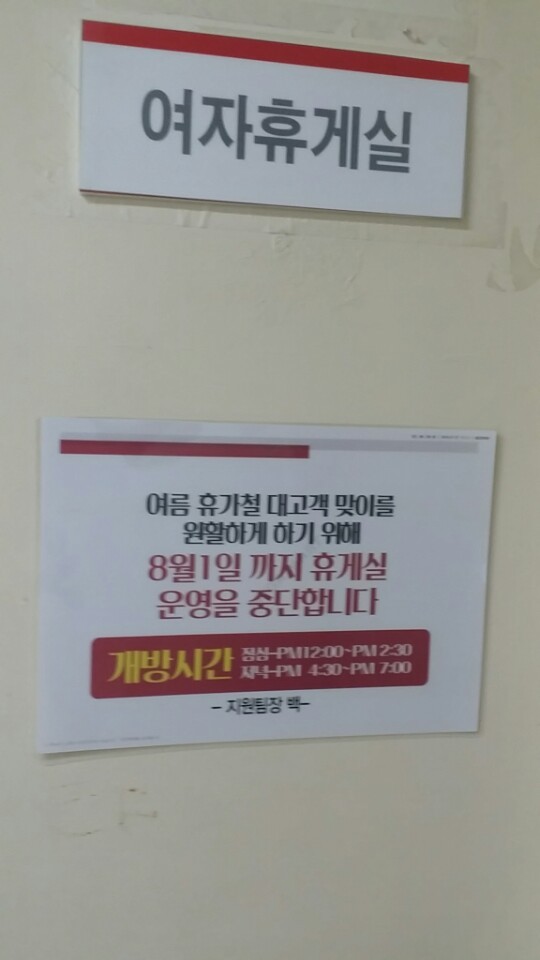 여자휴게실
여름 휴가철 대고객 맞이를
원활하게 하기 위해
8월1일 까지 휴게실
운영을 중단합니다
개방시간 점심-PM12:00~PM 2:30
저녁-PM 4:30~PM 7:00
- 지원팀장 백-